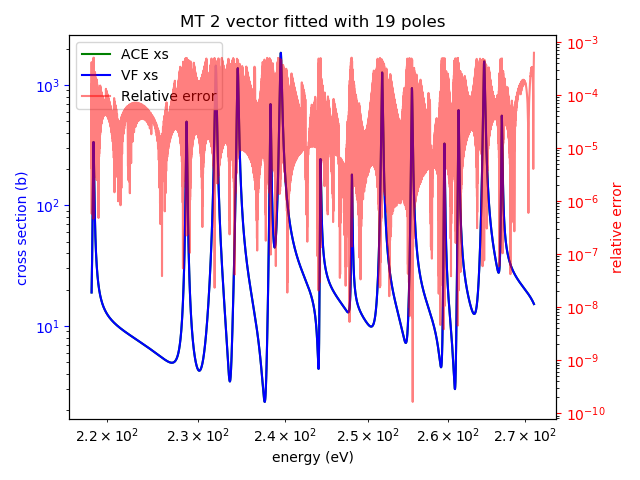 MT 2 vector fitted with 19 poles
ACE xs
VF xs
Relative error
cross section (b)
10³
10²
10¹
10⁻³
10⁻⁴
10⁻⁵
10⁻⁶
10⁻⁷
10⁻⁸
10⁻⁹
10⁻¹⁰
relative error
2.2 × 10² 2.3 × 10² 2.4 × 10² 2.5 × 10² 2.6 × 10² 2.7 × 10²
energy (eV)